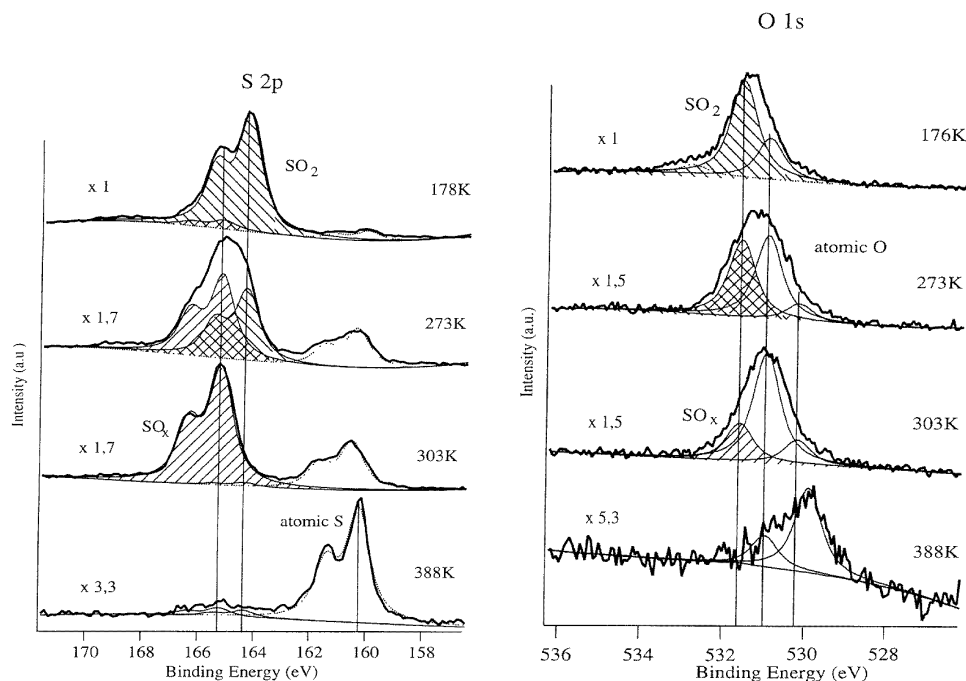 S 2p
SO2
x 1
178K
x 1,7
273K
SOx
x 1,7
303K
atomic S
x 3,3
388K
Intensity (a.u)
170 168 166 164 162 160 158
Binding Energy (eV)
O 1s
SO2
x 1
176K
atomic O
x 1,5
273K
SOx
x 1,5
303K
x 5,3
388K
Intensity (a.u.)
536 534 532 530 528
Binding Energy (eV)